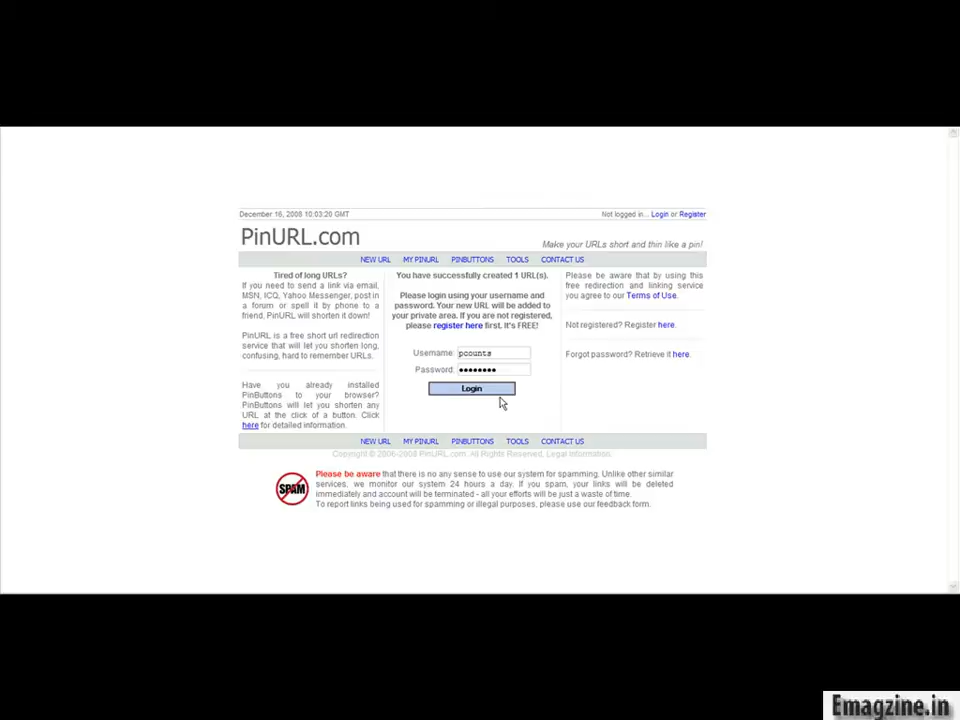 December 16, 2008 10:03:20 GMT
Not logged in... Login or Register
PinURL.com
Make your URLs short and thin like a pin!
NEW URL MY PINURL PINBUTTONS TOOLS CONTACT US
Tired of long URLs?
If you need to send a link via email,
MSN, ICQ, Yahoo Messenger, post in
a forum or spell it by phone to a
friend, PinURL will shorten it down!
PinURL is a free short url redirection
service that will let you shorten long,
confusing, hard to remember URLs.
Have you already installed
PinButtons to your browser?
PinButtons will let you shorten any
URL at the click of a button. Click
here for detailed information.
You have successfully created 1 URL(s).
Please login using your username and
password. Your new URL will be added to
your private area. If you are not registered,
please register here first. It's FREE!
Username: pcounts
Password: ●●●●●●●●
Login
Please be aware that by using this
free redirection and linking service
you agree to our Terms of Use.
Not registered? Register here.
Forgot password? Retrieve it here.
NEW URL MY PINURL PINBUTTONS TOOLS CONTACT US
Copyright © 2006-2008 PinURL.com. All Rights Reserved. Legal Information.
SPAM
Please be aware that there is no any sense to use our system for spamming. Unlike other similar
services, we monitor our system 24 hours a day. If you spam, your links will be deleted
immediately and account will be terminated - all your efforts will be just a waste of time.
To report links being used for spamming or illegal purposes, please use our feedback form.
Emagzine.in